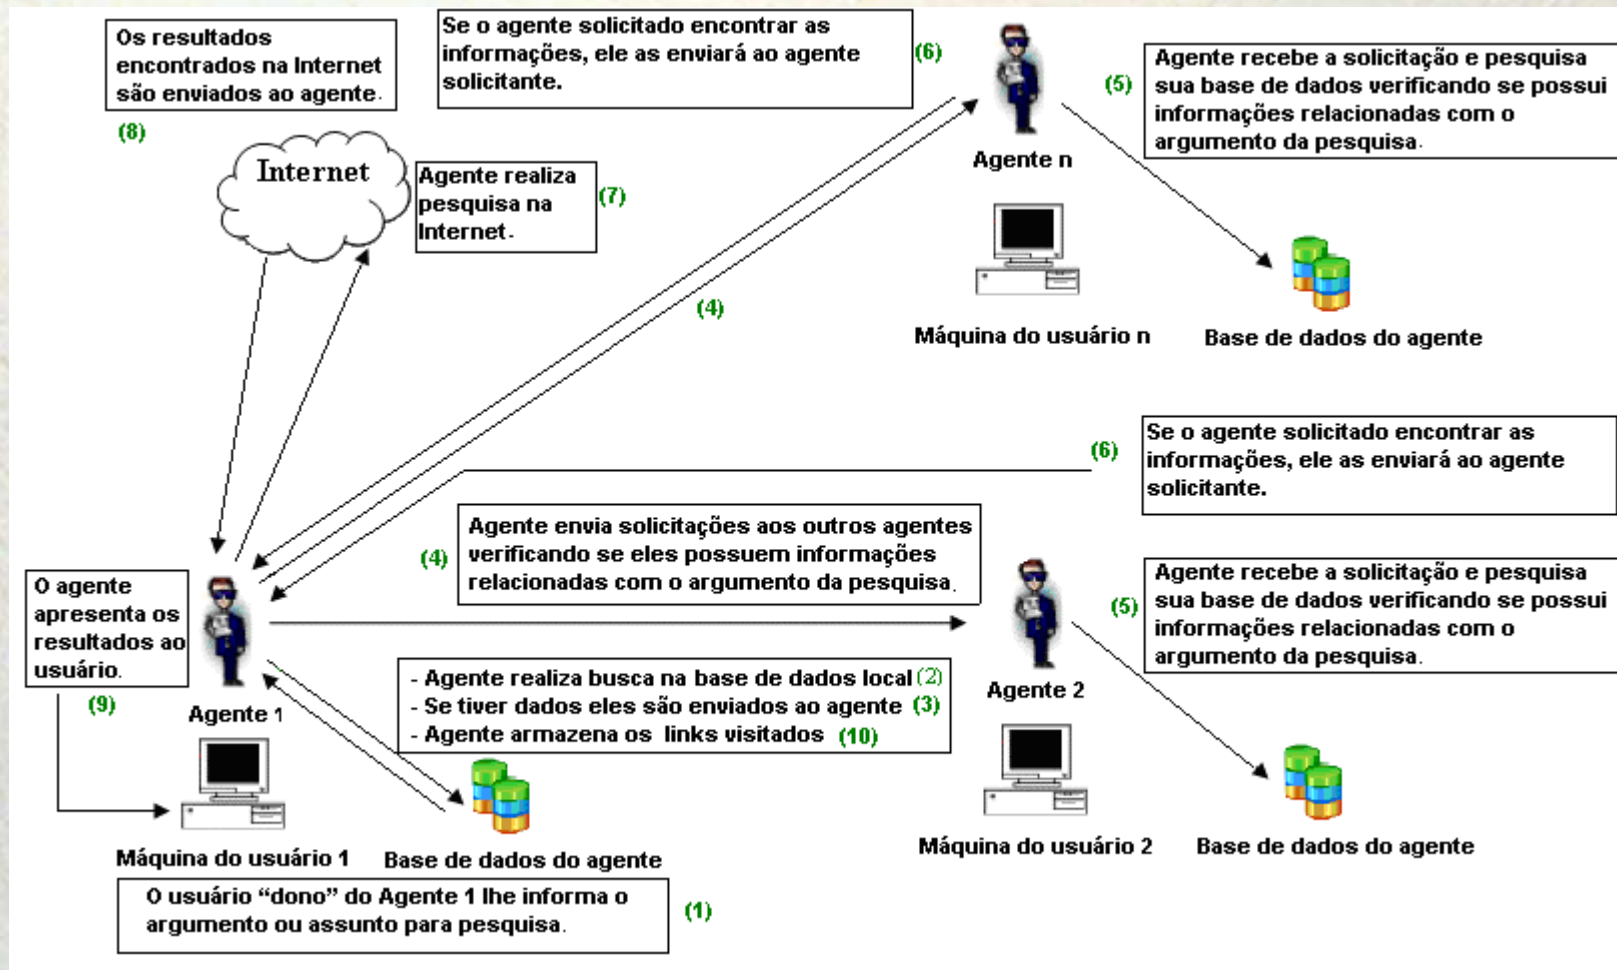 Os resultados
encontrados na Internet
são enviados ao agente.
(8)
Se o agente solicitado encontrar as
informações, ele as enviará ao agente
solicitante.
(6)
Agente recebe a solicitação e pesquisa
sua base de dados verificando se possui
informações relacionadas com o
argumento da pesquisa.
(5)
Agente n
Internet
Agente realiza
pesquisa na
Internet.
(7)
(4)
Máquina do usuário n
Base de dados do agente
Se o agente solicitado encontrar as
informações, ele as enviará ao agente
solicitante.
(6)
Agente envia solicitações aos outros agentes
verificando se eles possuem informações
relacionadas com o argumento da pesquisa.
(4)
Agente recebe a solicitação e pesquisa
sua base de dados verificando se possui
informações relacionadas com o
argumento da pesquisa.
(5)
O agente
apresenta os
resultados ao
usuário.
(9)
Agente 1
- Agente realiza busca na base de dados local (2)
- Se tiver dados eles são enviados ao agente (3)
- Agente armazena os links visitados (10)
Agente 2
Máquina do usuário 1
Base de dados do agente
Máquina do usuário 2
Base de dados do agente
O usuário “dono” do Agente 1 lhe informa o
argumento ou assunto para pesquisa.
(1)